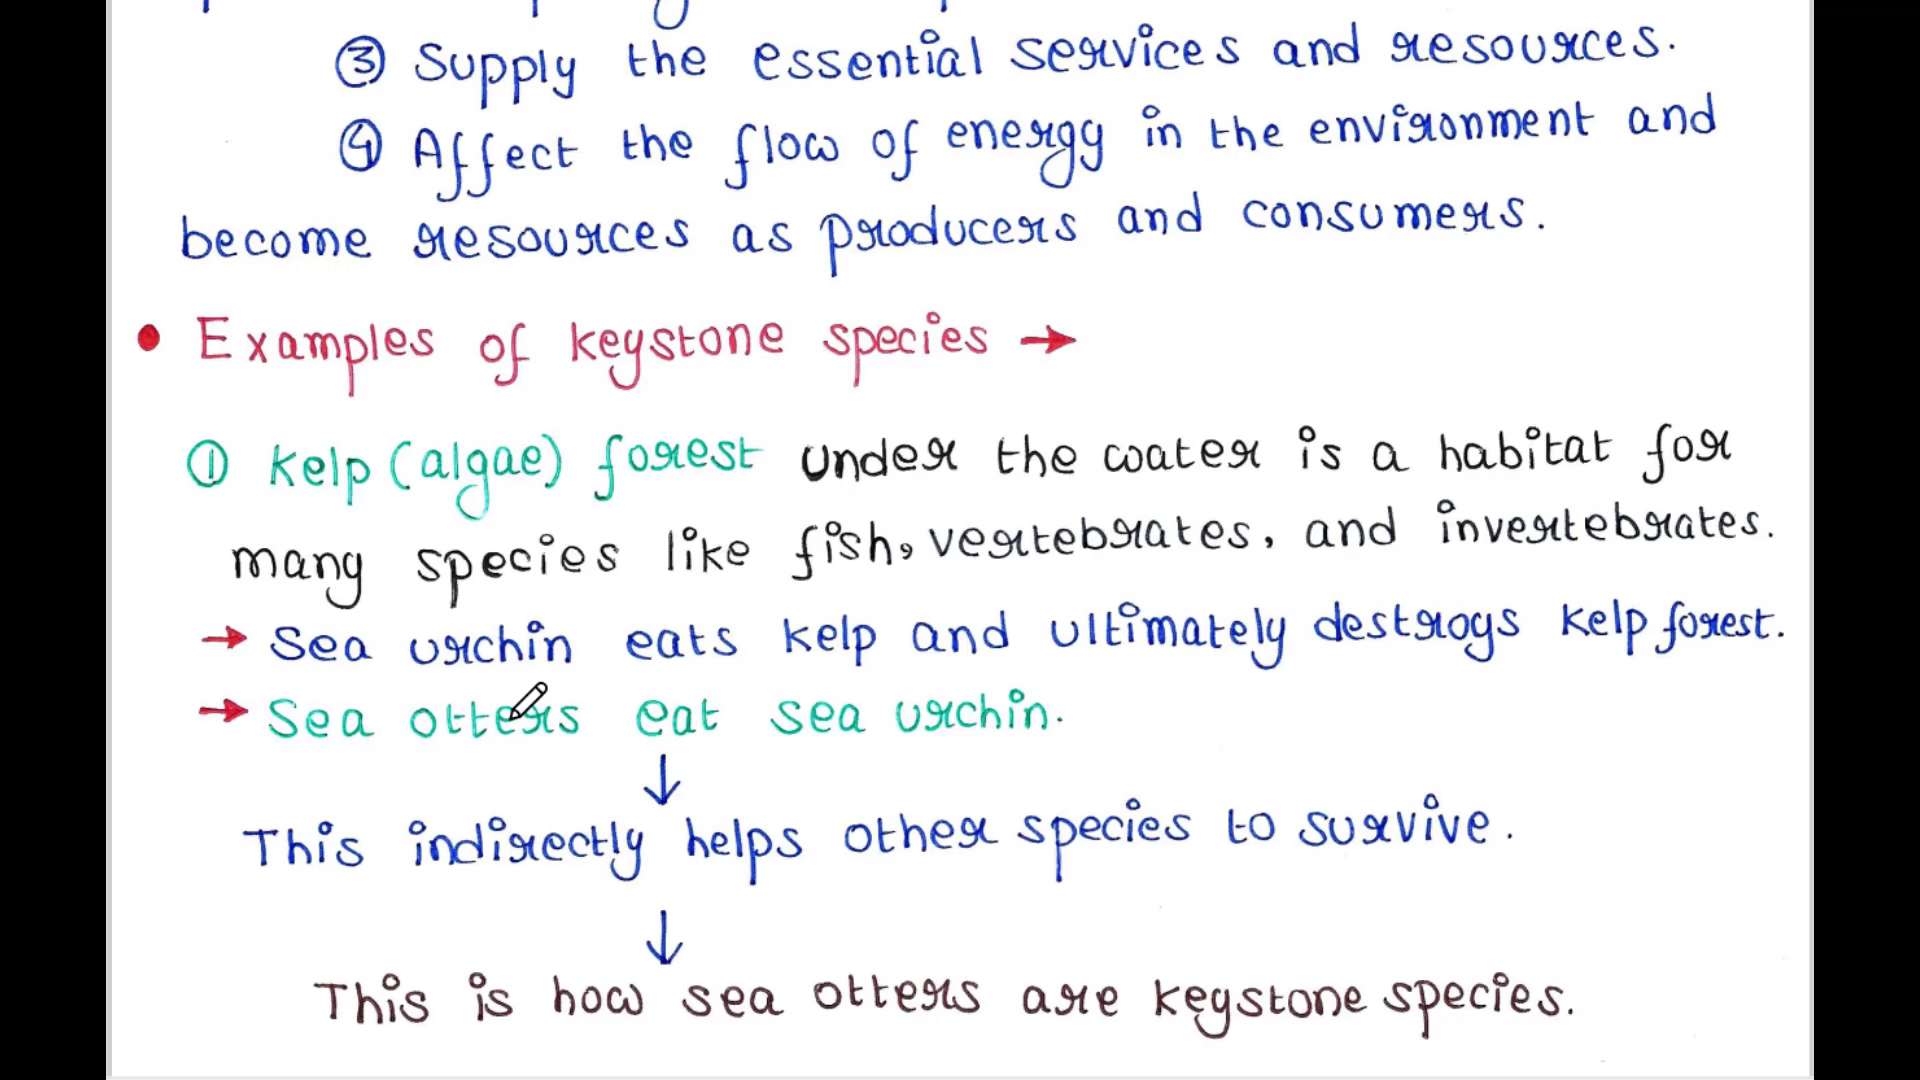 ③ Supply the essential services and resources.
④ Affect the flow of energy in the environment and
become resources as producers and consumers.
• Examples of keystone species →
① Kelp (algae) forest under the water is a habitat for
many species like fish, vertebrates, and invertebrates.
→ Sea urchin eats kelp and ultimately destroys kelp forest.
→ Sea otters eat sea urchin.
↓
This indirectly helps other species to survive.
↓
This is how sea otters are keystone species.